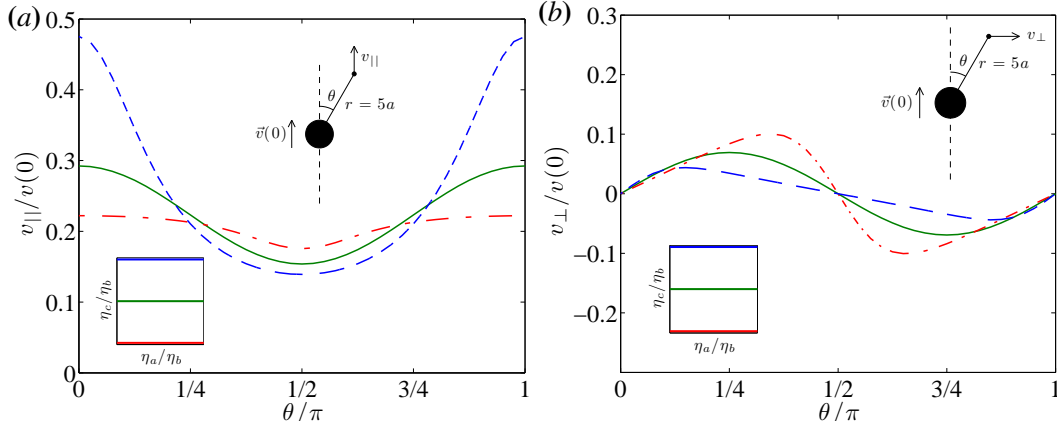 (a)
0.5
0.4
0.3
0.2
0.1
0
v||/v(0)
0
1/4
1/2
3/4
1
θ/π
v||
θ
r = 5a
v⃗(0)
ηc/ηb
ηa/ηb
(b)
0.3
0.2
0.1
0
−0.1
−0.2
v⊥/v(0)
0
1/4
1/2
3/4
1
θ/π
v⊥
θ
r = 5a
v⃗(0)
ηc/ηb
ηa/ηb